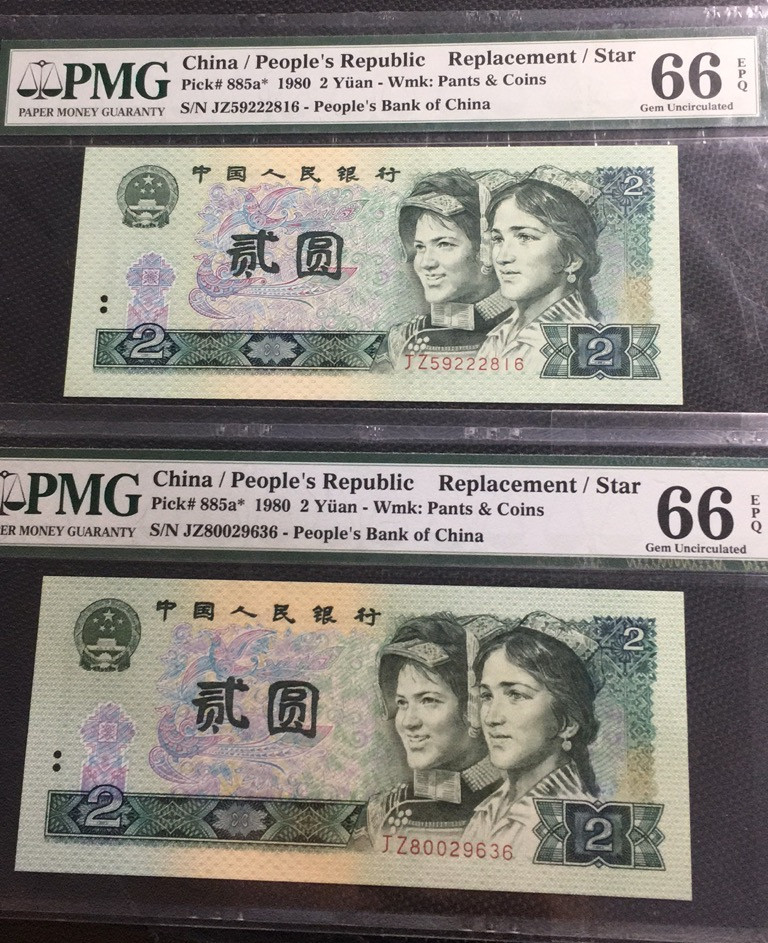 PMG
PAPER MONEY GUARANTY
China / People's Republic Replacement / Star
Pick# 885a* 1980 2 Yüan - Wmk: Pants & Coins
S/N JZ59222816 - People's Bank of China
66
EPQ
Gem Uncirculated
中国人民银行
2
贰圆
2
2
JZ59222816
PMG
ER MONEY GUARANTY
China / People's Republic Replacement / Star
Pick# 885a* 1980 2 Yüan - Wmk: Pants & Coins
S/N JZ80029636 - People's Bank of China
66
EPQ
Gem Uncirculated
中国人民银行
2
贰圆
2
2
JZ80029636